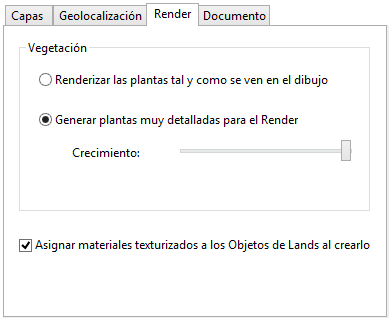 Capas Geolocalización Render Documento
Vegetación
Renderizar las plantas tal y como se ven en el dibujo
Generar plantas muy detalladas para el Render
Crecimiento:
Asignar materiales texturizados a los Objetos de Lands al crearlo